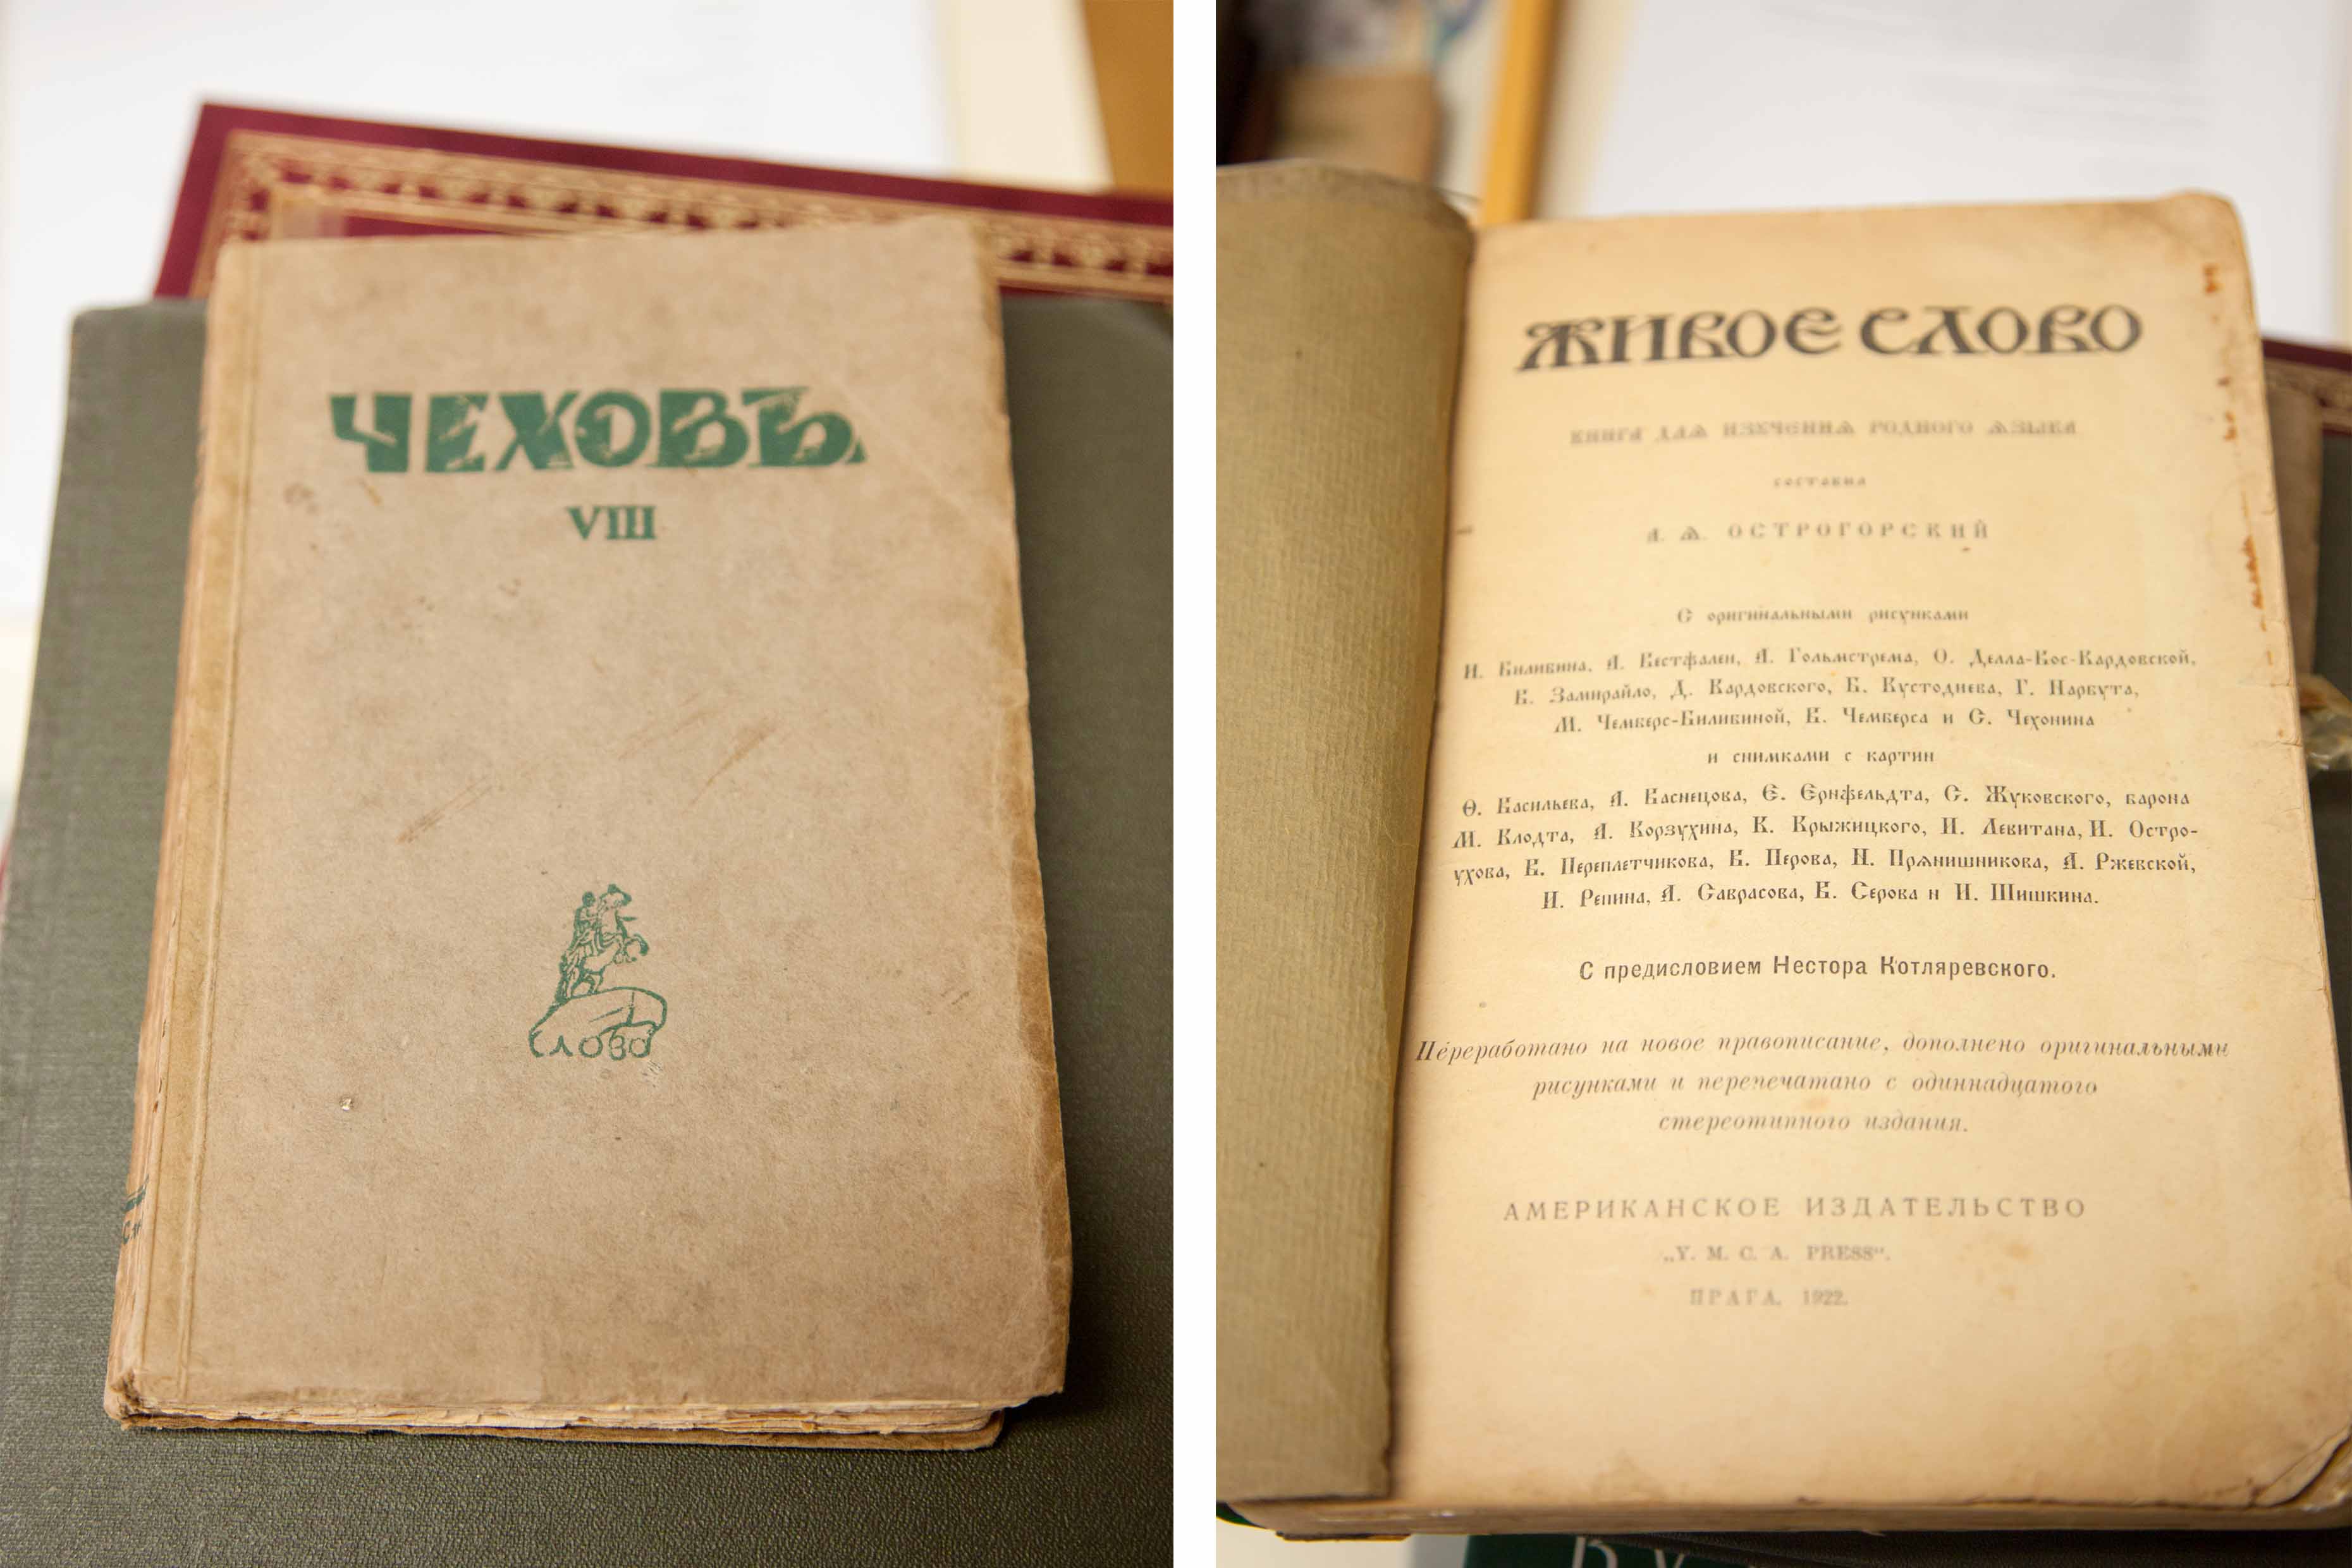 ЧЕХОВЪ
VIII
СЛОВО
ЖИВОЕ СЛОВО
КНИГА ДЛЯ ИЗУЧЕНИЯ РОДНОГО ЯЗЫКА
СОСТАВИЛ
А. Я. ОСТРОГОРСКИЙ
С оригинальными рисунками
И. Билибина, А. Вестфален, А. Гольмстрема, О. Делла-Вос-Кардовской,
В. Замирайло, Д. Кардовского, Б. Кустодиева, Г. Нарбута,
М. Чемберс-Билибиной, В. Чемберса и С. Чехонина
и снимками с картин
Ѳ. Васильева, А. Васнецова, Е. Ернфельдта, С. Жуковского, барона
М. Клодта, А. Корзухина, К. Крыжицкого, И. Левитана, И. Остро-
ухова, В. Переплетчикова, В. Перова, И. Прянишникова, А. Ржевской,
И. Репина, А. Саврасова, В. Серова и И. Шишкина.
С предисловием Нестора Котляревского.
Переработано на новое правописание, дополнено оригинальными
рисунками и перепечатано с одиннадцатого
стереотипного издания.
АМЕРИКАНСКОЕ ИЗДАТЕЛЬСТВО
„Y. M. C. A. PRESS“.
ПРАГА, 1922.